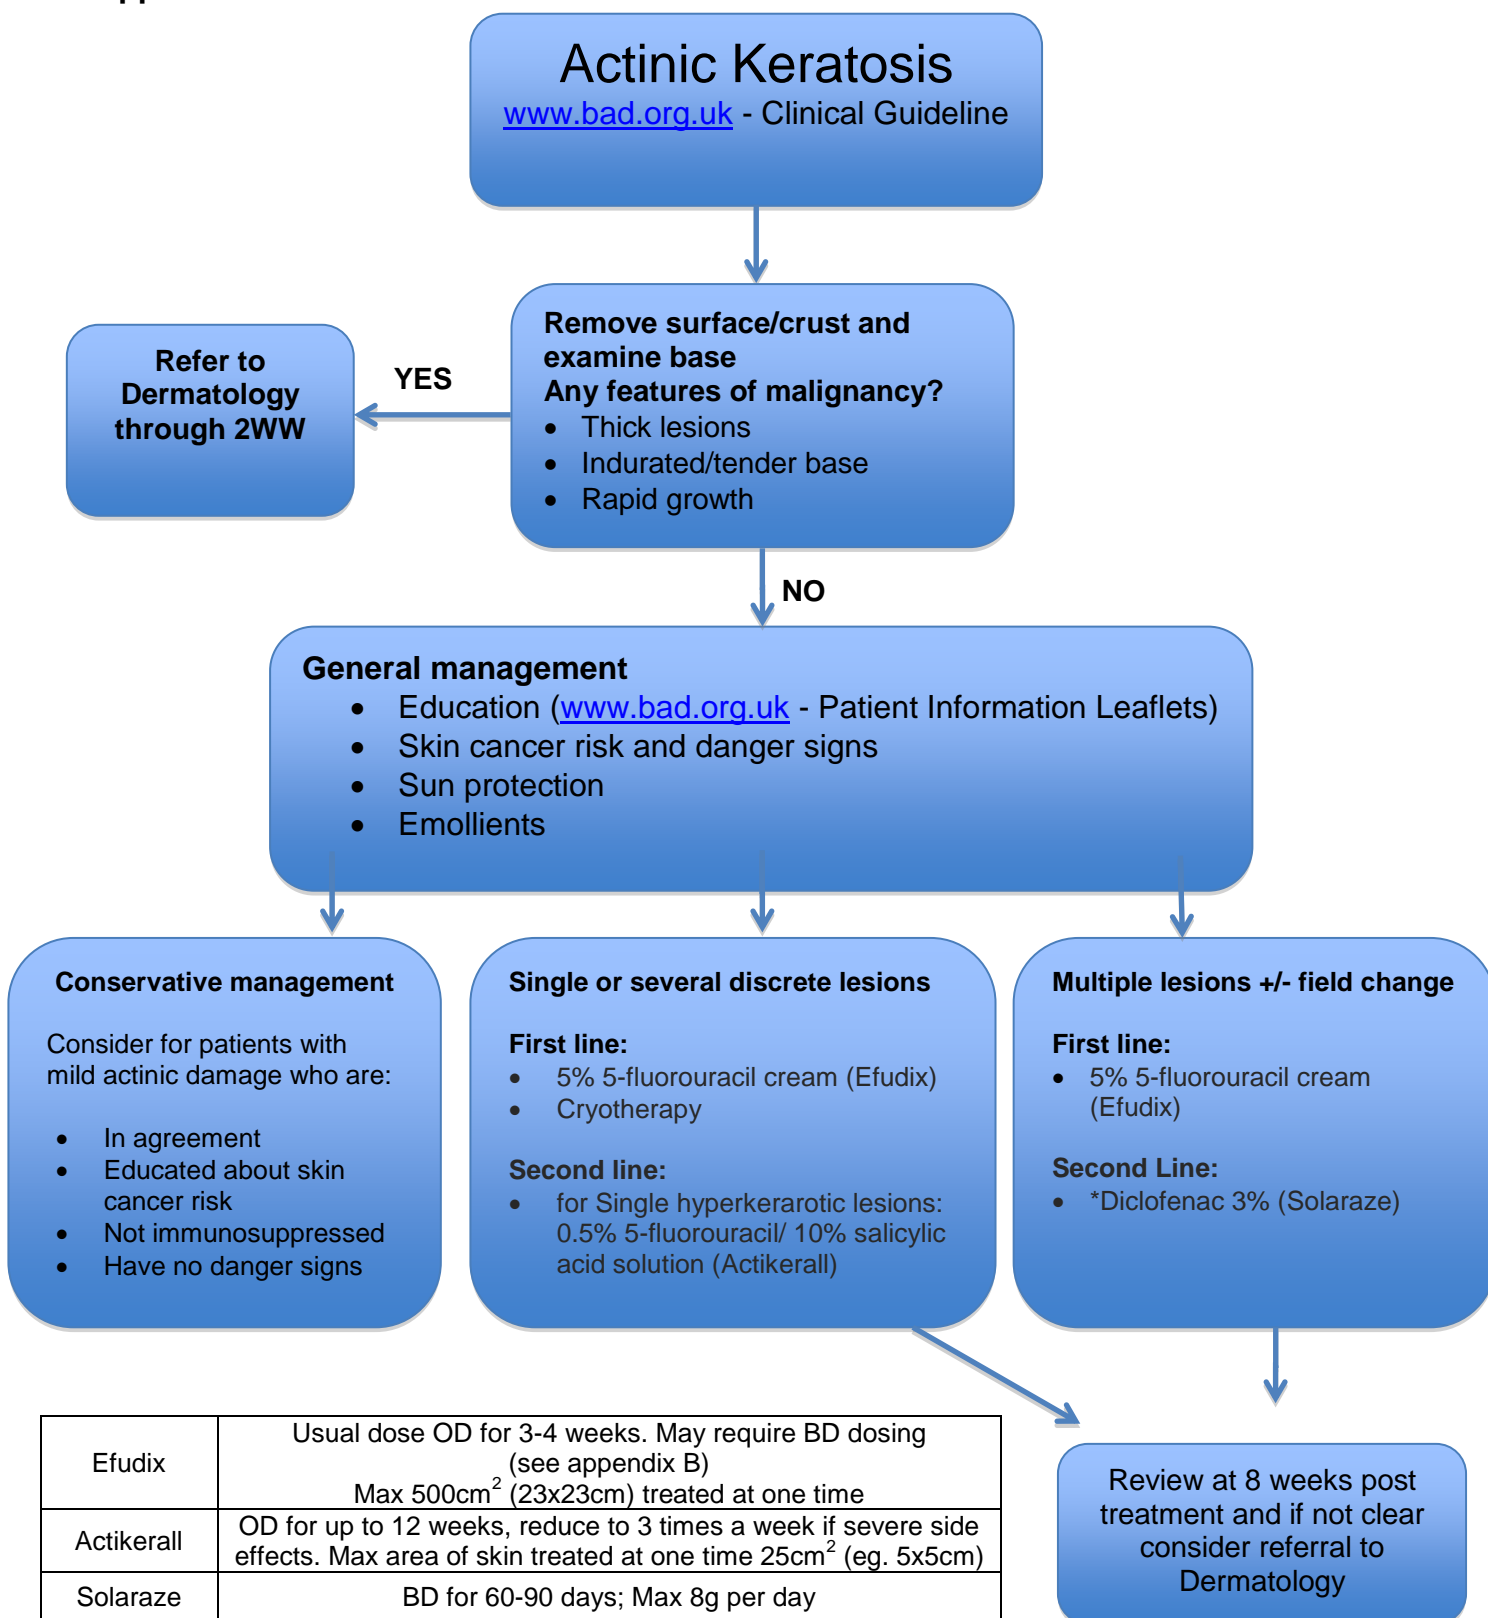 Actinic Keratosis
www.bad.org.uk - Clinical Guideline
Remove surface/crust and
examine base
Any features of malignancy?
• Thick lesions
• Indurated/tender base
• Rapid growth
YES
Refer to
Dermatology
through 2WW
NO
General management
• Education (www.bad.org.uk - Patient Information Leaflets)
• Skin cancer risk and danger signs
• Sun protection
• Emollients
Conservative management
Consider for patients with
mild actinic damage who are:
• In agreement
• Educated about skin
cancer risk
• Not immunosuppressed
• Have no danger signs
Single or several discrete lesions
First line:
• 5% 5-fluorouracil cream (Efudix)
• Cryotherapy
Second line:
• for Single hyperkerarotic lesions:
0.5% 5-fluorouracil/ 10% salicylic
acid solution (Actikerall)
Multiple lesions +/- field change
First line:
• 5% 5-fluorouracil cream
(Efudix)
Second Line:
• *Diclofenac 3% (Solaraze)
Efudix
Usual dose OD for 3-4 weeks. May require BD dosing
(see appendix B)
Max 500cm² (23x23cm) treated at one time
Actikerall
OD for up to 12 weeks, reduce to 3 times a week if severe side
effects. Max area of skin treated at one time 25cm² (eg. 5x5cm)
Solaraze
BD for 60-90 days; Max 8g per day
Review at 8 weeks post
treatment and if not clear
consider referral to
Dermatology